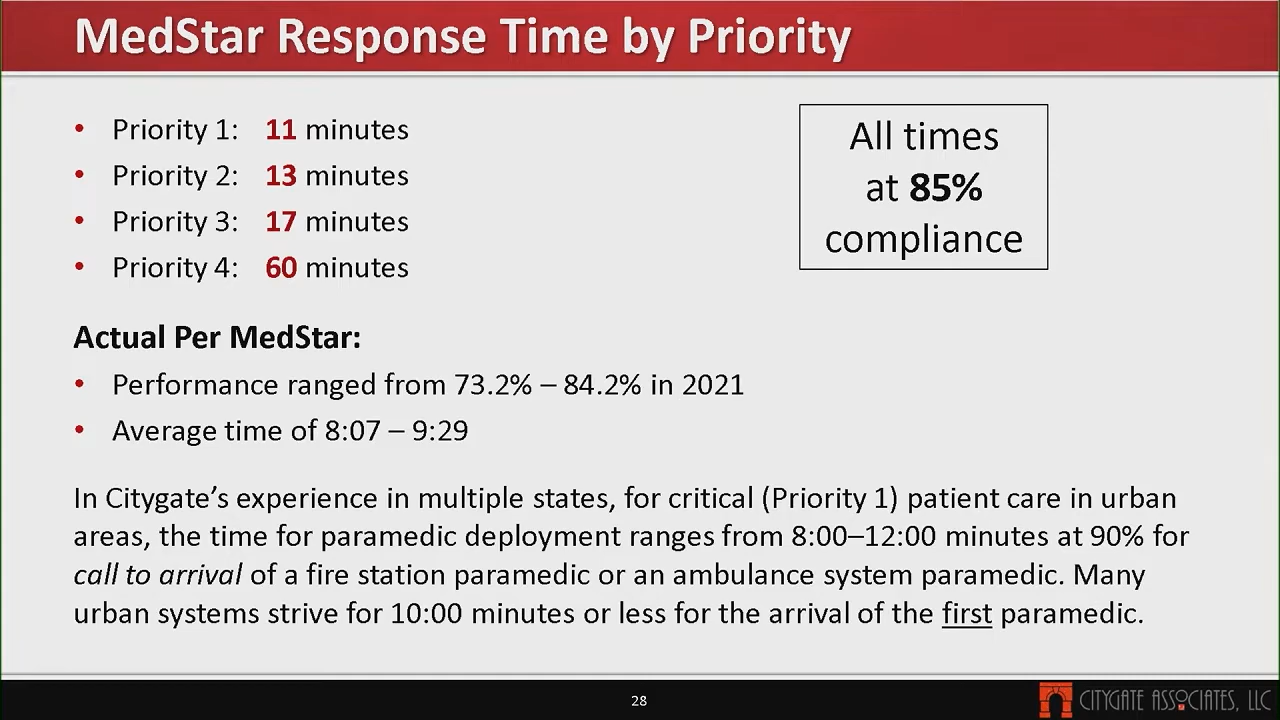 MedStar Response Time by Priority
• Priority 1: 11 minutes
• Priority 2: 13 minutes
• Priority 3: 17 minutes
• Priority 4: 60 minutes
All times
at 85%
compliance
Actual Per MedStar:
• Performance ranged from 73.2% – 84.2% in 2021
• Average time of 8:07 – 9:29
In Citygate’s experience in multiple states, for critical (Priority 1) patient care in urban
areas, the time for paramedic deployment ranges from 8:00–12:00 minutes at 90% for
call to arrival of a fire station paramedic or an ambulance system paramedic. Many
urban systems strive for 10:00 minutes or less for the arrival of the first paramedic.
28
CITYGATE ASSOCIATES, LLC